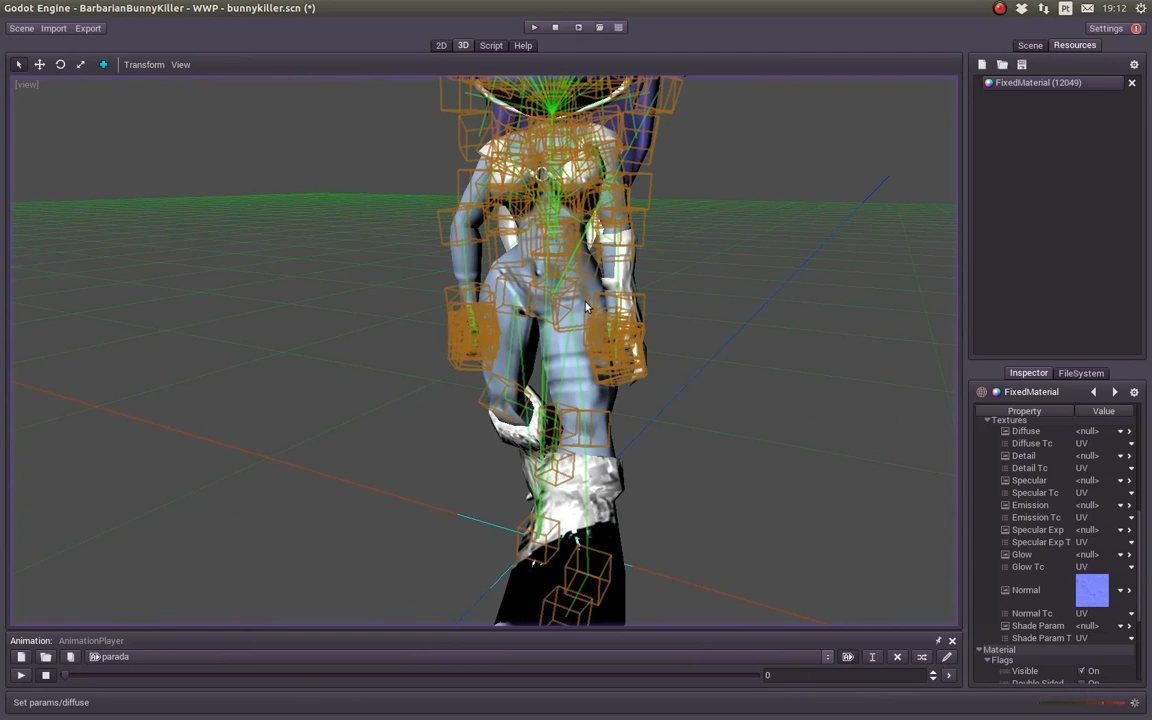 Godot Engine - BarbarianBunnyKiller - WWP - bunnykiller.scn (*)
Pt
19:12
Scene Import Export
Settings
2D 3D Script Help
Scene Resources
Transform View
[view]
FixedMaterial (12049)
Inspector FileSystem
FixedMaterial
Property Value
Textures
Diffuse <null>
Diffuse Tc UV
Detail <null>
Detail Tc UV
Specular <null>
Specular Tc UV
Emission <null>
Emission Tc UV
Specular Exp <null>
Specular Exp T UV
Glow <null>
Glow Tc UV
Normal
Normal Tc UV
Shade Param <null>
Shade Param T UV
Material
Flags
Visible On
Double Sided On
Animation: AnimationPlayer
parada
0
Set params/diffuse